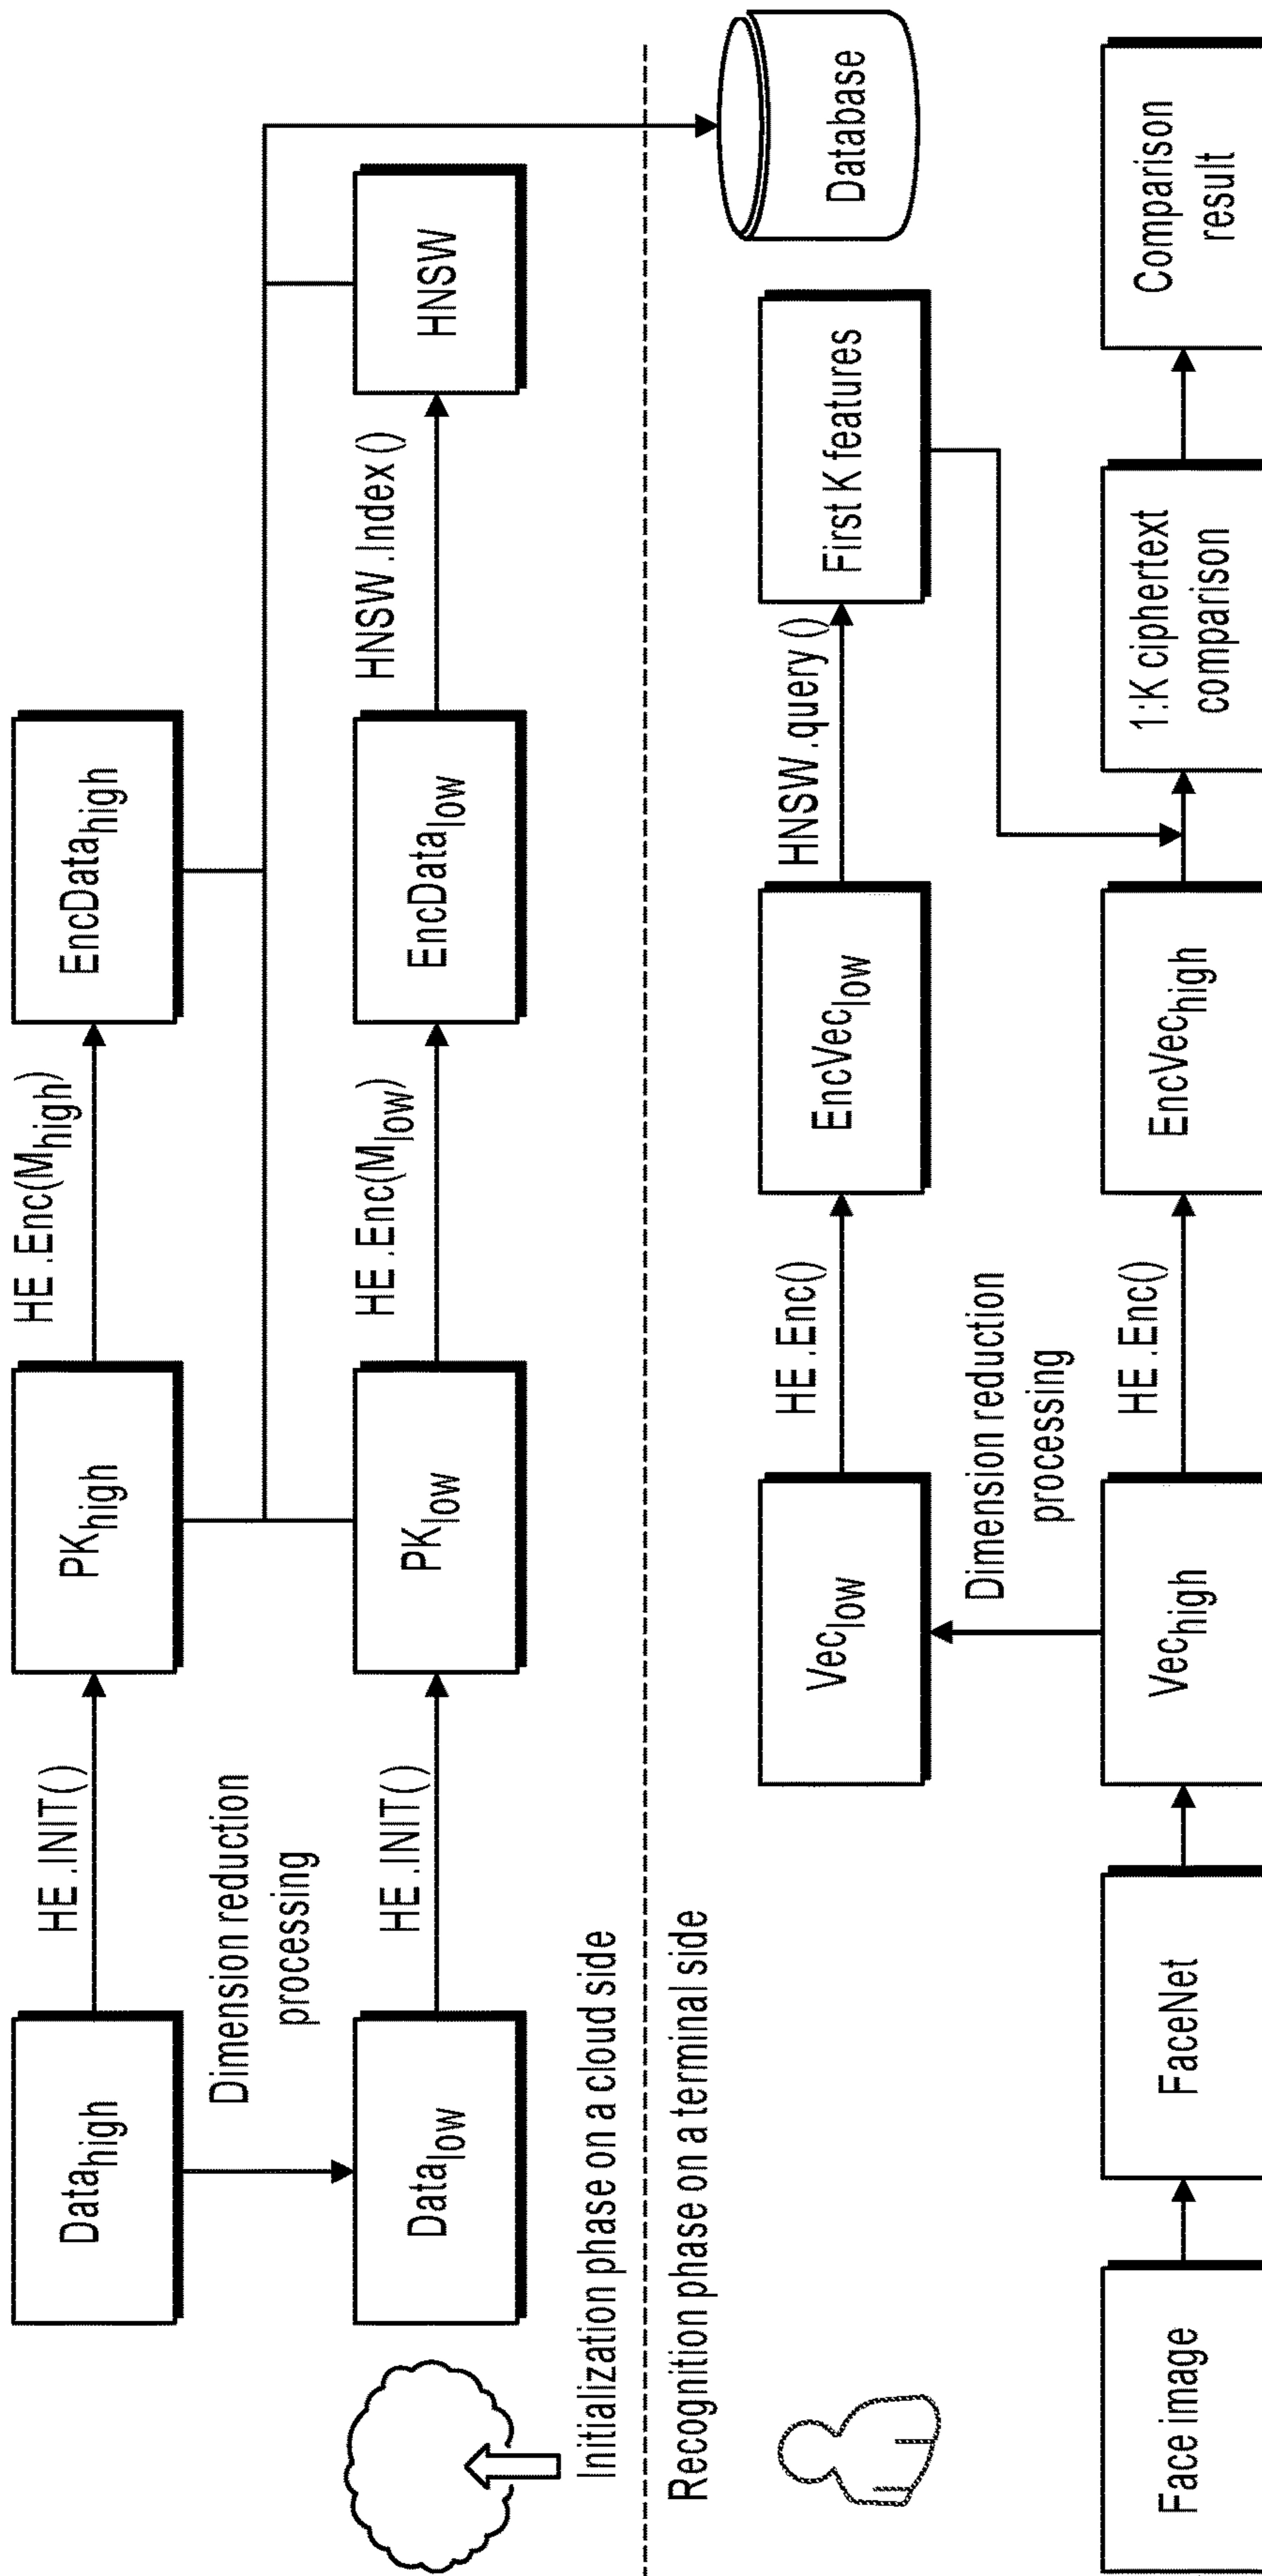 Data_high
HE .INIT()
PK_high
HE .Enc(M_high)
EncData_high
Dimension reduction
processing
Data_low
HE .INIT()
PK_low
HE .Enc(M_low)
EncData_low
HNSW .Index ()
HNSW
Initialization phase on a cloud side
Recognition phase on a terminal side
Database
Vec_low
HE .Enc()
EncVec_low
HNSW .query ()
First K features
Dimension reduction
processing
Face image
FaceNet
Vec_high
HE .Enc()
EncVec_high
1:K ciphertext
comparison
Comparison
result